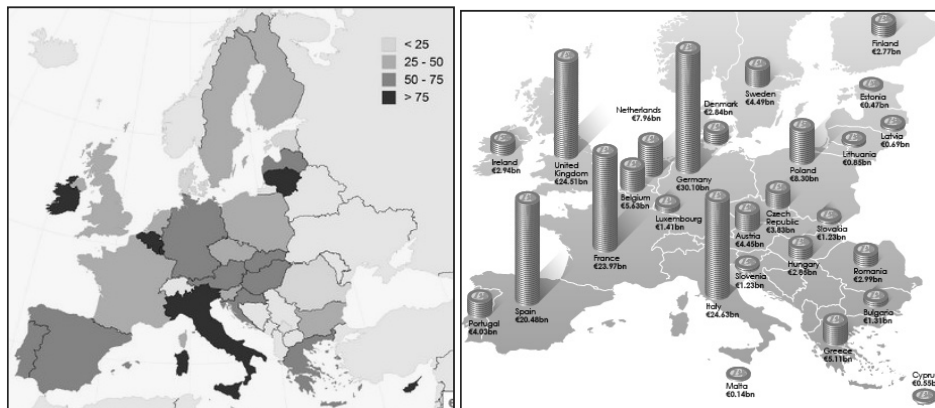 < 25
25 - 50
50 - 75
> 75
Finland
€2.77bn
Sweden
€4.49bn
Estonia
€0.47bn
Netherlands
€7.96bn
Denmark
€2.84bn
Latvia
€0.69bn
Ireland
€2.94bn
United
Kingdom
€24.51bn
Lithuania
€0.85bn
Poland
€8.30bn
Belgium
€5.63bn
Germany
€30.10bn
Luxembourg
€1.41bn
Czech
Republic
€3.83bn
Slovakia
€1.23bn
Austria
€4.45bn
France
€23.97bn
Hungary
€2.85bn
Romania
€2.99bn
Slovenia
€1.23bn
Portugal
€4.03bn
Spain
€20.48bn
Italy
€24.63bn
Bulgaria
€1.31bn
Greece
€5.11bn
Malta
€0.14bn
Cyprus
€0.55b